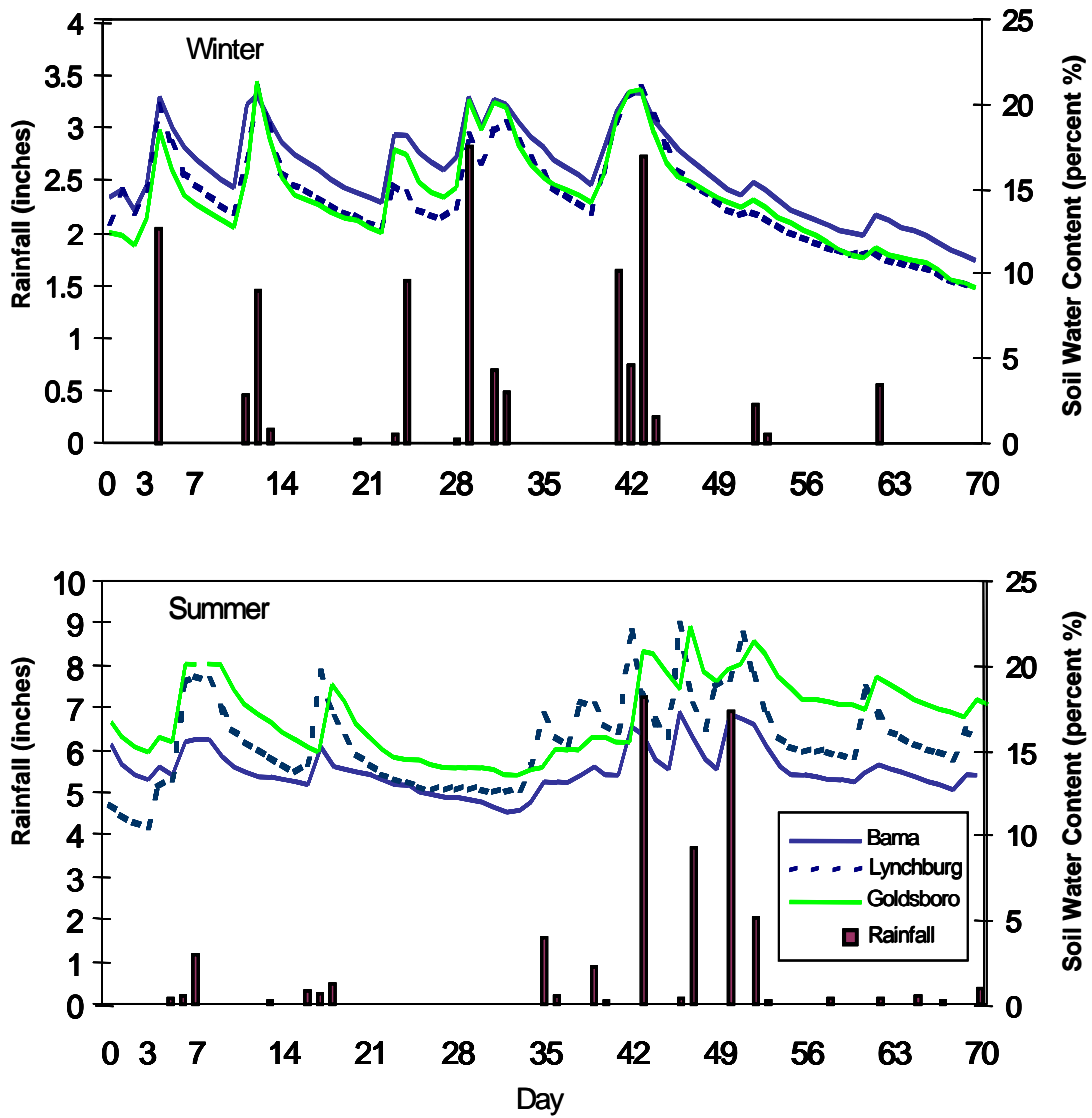 Winter
Rainfall (inches)
4
3.5
3
2.5
2
1.5
1
0.5
0
25
20
15
10
5
0
Soil Water Content (percent %)
0 3 7 14 21 28 35 42 49 56 63 70
Summer
Rainfall (inches)
10
9
8
7
6
5
4
3
2
1
0
25
20
15
10
5
0
Soil Water Content (percent %)
Bama
Lynchburg
Goldsboro
Rainfall
0 3 7 14 21 28 35 42 49 56 63 70
Day